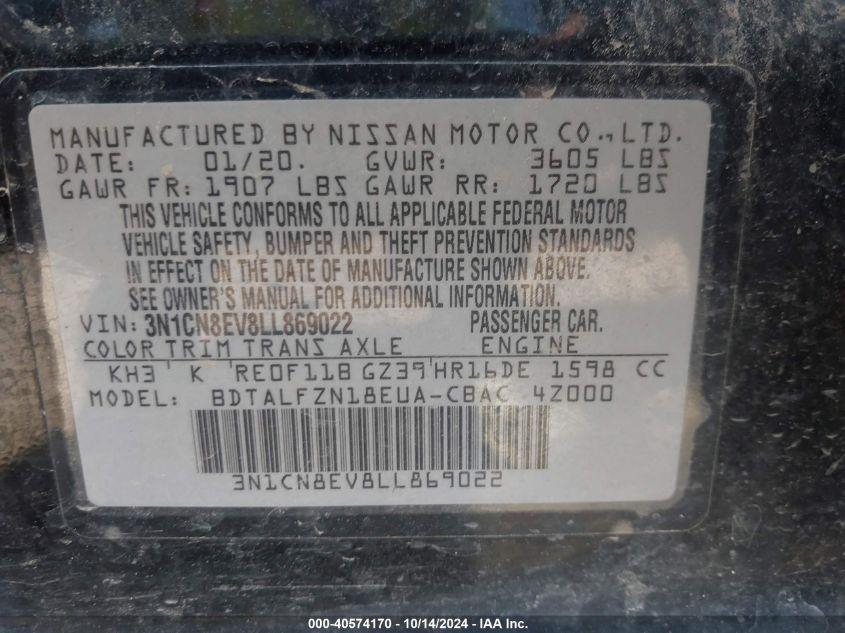 MANUFACTURED BY NISSAN MOTOR CO., LTD.
DATE: 01/20. GVWR: 3605 LBS
GAWR FR: 1907 LBS GAWR RR: 1720 LBS
THIS VEHICLE CONFORMS TO ALL APPLICABLE FEDERAL MOTOR
VEHICLE SAFETY, BUMPER AND THEFT PREVENTION STANDARDS
IN EFFECT ON THE DATE OF MANUFACTURE SHOWN ABOVE.
SEE OWNER'S MANUAL FOR ADDITIONAL INFORMATION.
VIN: 3N1CN8EV8LL869022 PASSENGER CAR.
COLOR TRIM TRANS AXLE ENGINE
KH3 K RE0F11B GZ39 HR16DE 1598 CC
MODEL: BDTALFZN18EUA-CBAC 4Z000
3N1CN8EV8LL869022
000-40574170 - 10/14/2024 - IAA Inc.